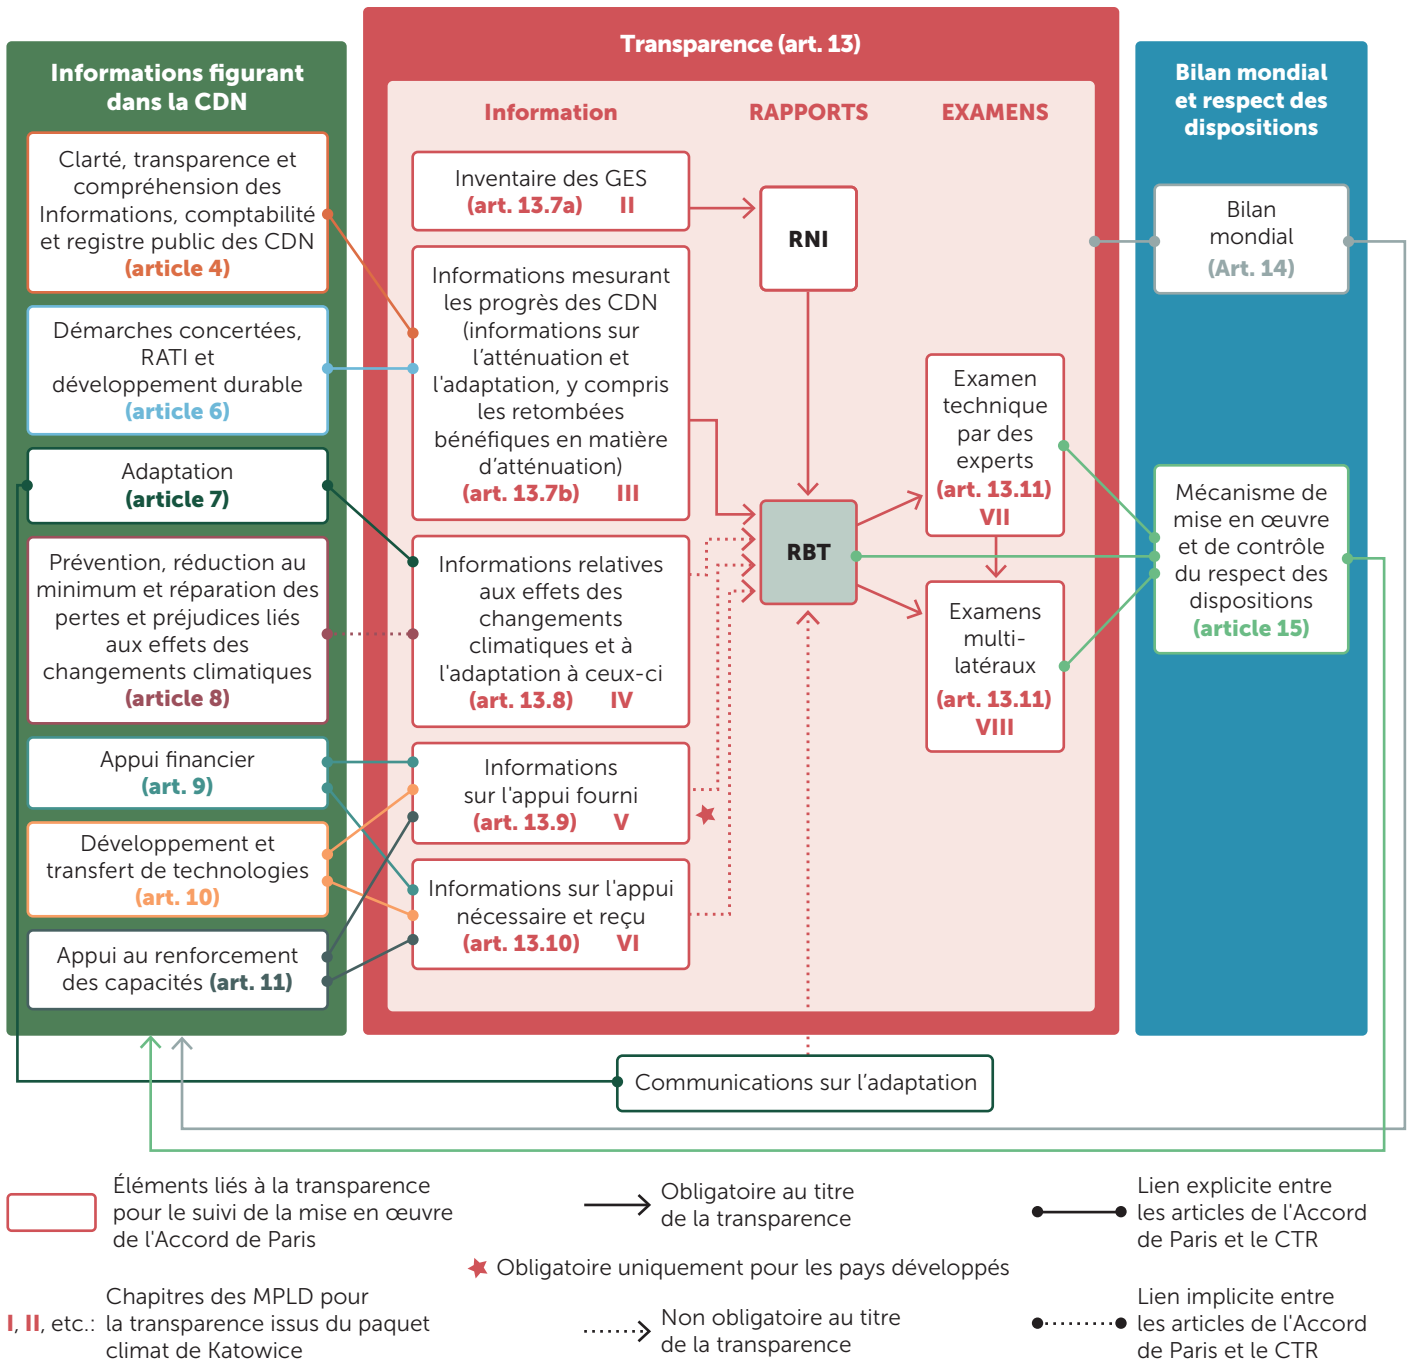 Informations figurant
dans la CDN
Clarté, transparence et
compréhension des
Informations, comptabilité
et registre public des CDN
(article 4)
Démarches concertées,
RATI et
développement durable
(article 6)
Adaptation
(article 7)
Prévention, réduction au
minimum et réparation des
pertes et préjudices liés
aux effets des
changements climatiques
(article 8)
Appui financier
(art. 9)
Développement et
transfert de technologies
(art. 10)
Appui au renforcement
des capacités (art. 11)
Transparence (art. 13)
Information
Inventaire des GES
(art. 13.7a) II
Informations mesurant
les progrès des CDN
(informations sur
l’atténuation et
l'adaptation, y compris
les retombées
bénéfiques en matière
d’atténuation)
(art. 13.7b) III
Informations relatives
aux effets des
changements
climatiques et à
l'adaptation à ceux-ci
(art. 13.8) IV
Informations
sur l'appui fourni
(art. 13.9) V
Informations sur l'appui
nécessaire et reçu
(art. 13.10) VI
RAPPORTS
RNI
RBT
EXAMENS
Examen
technique
par des
experts
(art. 13.11)
VII
Examens
multi-
latéraux
(art. 13.11)
VIII
Bilan mondial
et respect des
dispositions
Bilan
mondial
(Art. 14)
Mécanisme de
mise en œuvre
et de contrôle
du respect des
dispositions
(article 15)
Communications sur l’adaptation
Éléments liés à la transparence
pour le suivi de la mise en œuvre
de l'Accord de Paris
I, II, etc.: Chapitres des MPLD pour
la transparence issus du paquet
climat de Katowice
Obligatoire au titre
de la transparence
Obligatoire uniquement pour les pays développés
Non obligatoire au titre
de la transparence
Lien explicite entre
les articles de l'Accord
de Paris et le CTR
Lien implicite entre
les articles de l'Accord
de Paris et le CTR